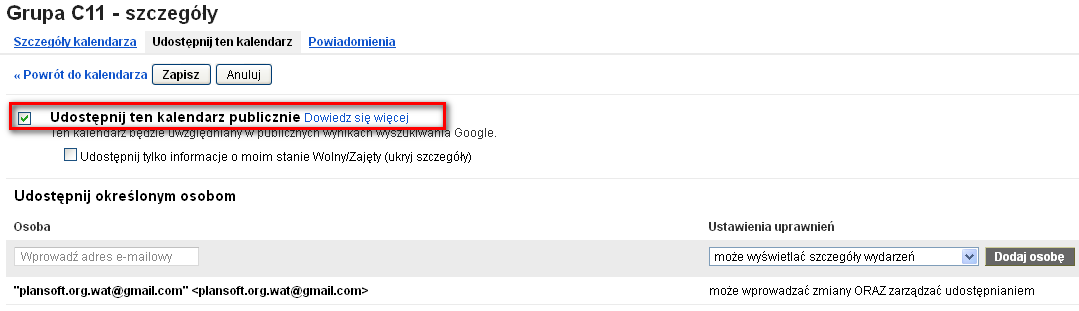 Grupa C11 - szczegóły
Szczegóły kalendarza Udostępnij ten kalendarz Powiadomienia
« Powrót do kalendarza Zapisz Anuluj
Udostępnij ten kalendarz publicznie Dowiedz się więcej
Ten kalendarz będzie uwzględniany w publicznych wynikach wyszukiwania Google.
Udostępnij tylko informacje o moim stanie Wolny/Zajęty (ukryj szczegóły)
Udostępnij określonym osobom
Osoba Ustawienia uprawnień
Wprowadź adres e-mailowy może wyświetlać szczegóły wydarzeń Dodaj osobę
"plansoft.org.wat@gmail.com" <plansoft.org.wat@gmail.com> może wprowadzać zmiany ORAZ zarządzać udostępnianiem